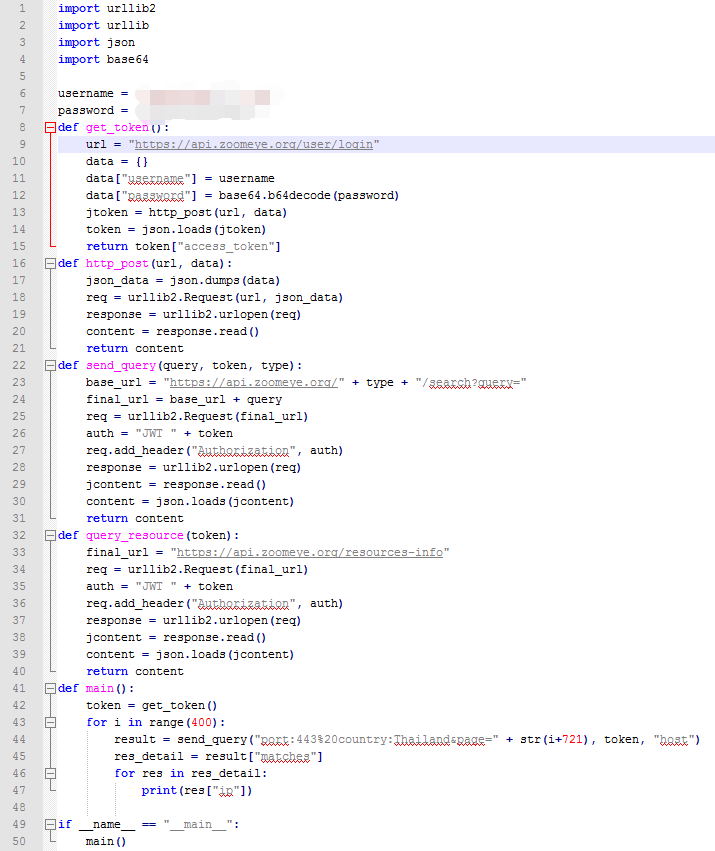 1 import urllib2
2 import urllib
3 import json
4 import base64
5
6 username =
7 password =
8 def get_token():
9     url = "https://api.zoomeye.org/user/login"
10     data = {}
11     data["username"] = username
12     data["password"] = base64.b64decode(password)
13     jtoken = http_post(url, data)
14     token = json.loads(jtoken)
15     return token["access_token"]
16 def http_post(url, data):
17     json_data = json.dumps(data)
18     req = urllib2.Request(url, json_data)
19     response = urllib2.urlopen(req)
20     content = response.read()
21     return content
22 def send_query(query, token, type):
23     base_url = "https://api.zoomeye.org/" + type + "/search?query="
24     final_url = base_url + query
25     req = urllib2.Request(final_url)
26     auth = "JWT " + token
27     req.add_header("Authorization", auth)
28     response = urllib2.urlopen(req)
29     jcontent = response.read()
30     content = json.loads(jcontent)
31     return content
32 def query_resource(token):
33     final_url = "https://api.zoomeye.org/resources-info"
34     req = urllib2.Request(final_url)
35     auth = "JWT " + token
36     req.add_header("Authorization", auth)
37     response = urllib2.urlopen(req)
38     jcontent = response.read()
39     content = json.loads(jcontent)
40     return content
41 def main():
42     token = get_token()
43     for i in range(400):
44         result = send_query("port:443%20country:Thailand&page=" + str(i+721), token, "host")
45         res_detail = result["matches"]
46         for res in res_detail:
47             print(res["ip"])
48
49 if __name__ == "__main__":
50     main()